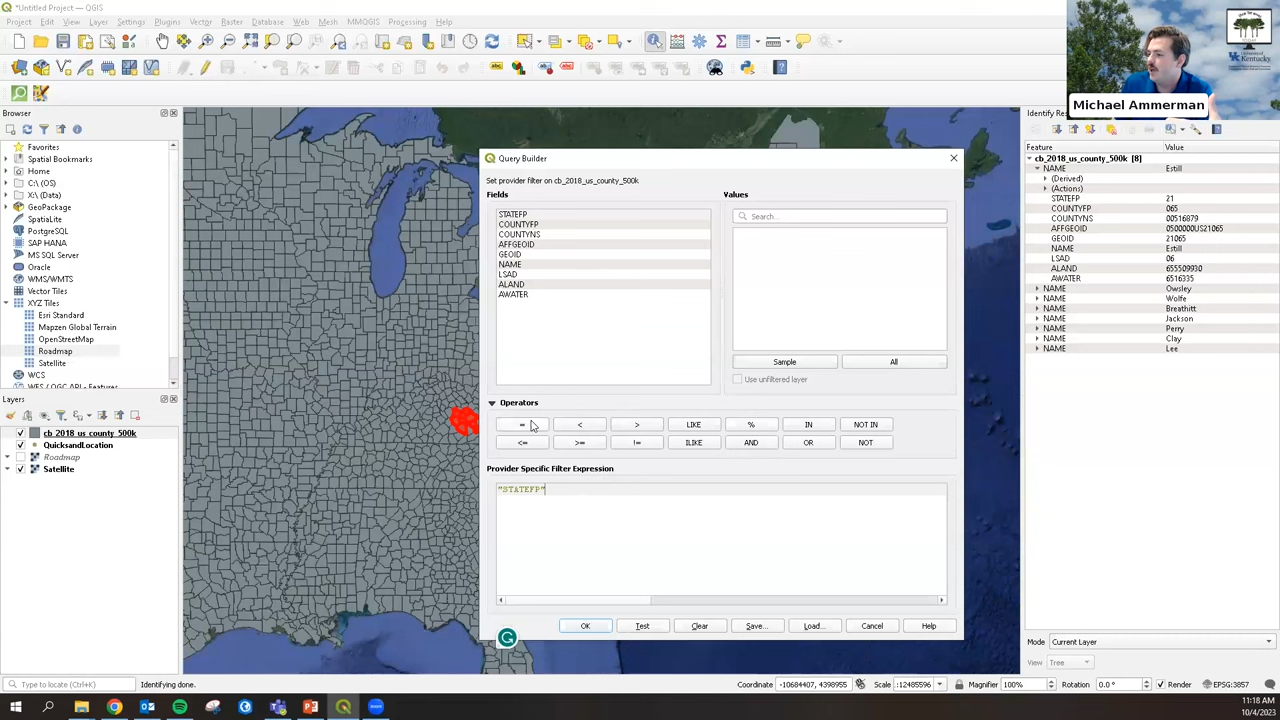 *Untitled Project — QGIS
Project Edit View Layer Settings Plugins Vector Raster Database Web Mesh MMQGIS Processing Help
Michael Ammerman
University of Kentucky.
Browser
Favorites
Spatial Bookmarks
Home
C:\ (OS)
X:\ (Data)
GeoPackage
SpatiaLite
PostgreSQL
SAP HANA
MS SQL Server
Oracle
WMS/WMTS
Vector Tiles
XYZ Tiles
Esri Standard
Mapzen Global Terrain
OpenStreetMap
Roadmap
Satellite
WCS
WFS / OGC API - Features
Layers
cb_2018_us_county_500k
QuicksandLocation
Roadmap
Satellite
Query Builder
Set provider filter on cb_2018_us_county_500k
Fields
STATEFP
COUNTYFP
COUNTYNS
AFFGEOID
GEOID
NAME
LSAD
ALAND
AWATER
Values
Search...
Sample All
Use unfiltered layer
Operators
= < > LIKE % IN NOT IN
<= >= != ILIKE AND OR NOT
Provider Specific Filter Expression
"STATEFP"
OK Test Clear Save... Load... Cancel Help
Identify Res
Feature Value
cb_2018_us_county_500k [8]
NAME Estill
(Derived)
(Actions)
STATEFP 21
COUNTYFP 065
COUNTYNS 00516879
AFFGEOID 0500000US21065
GEOID 21065
NAME Estill
LSAD 06
ALAND 655509930
AWATER 6516335
NAME Owsley
NAME Wolfe
NAME Breathitt
NAME Jackson
NAME Perry
NAME Clay
NAME Lee
Mode Current Layer
View Tree
Type to locate (Ctrl+K) Identifying done. Coordinate -10684407, 4398955 Scale :12485596 Magnifier 100% Rotation 0.0 ° Render EPSG:3857
11:18 AM
10/4/2023